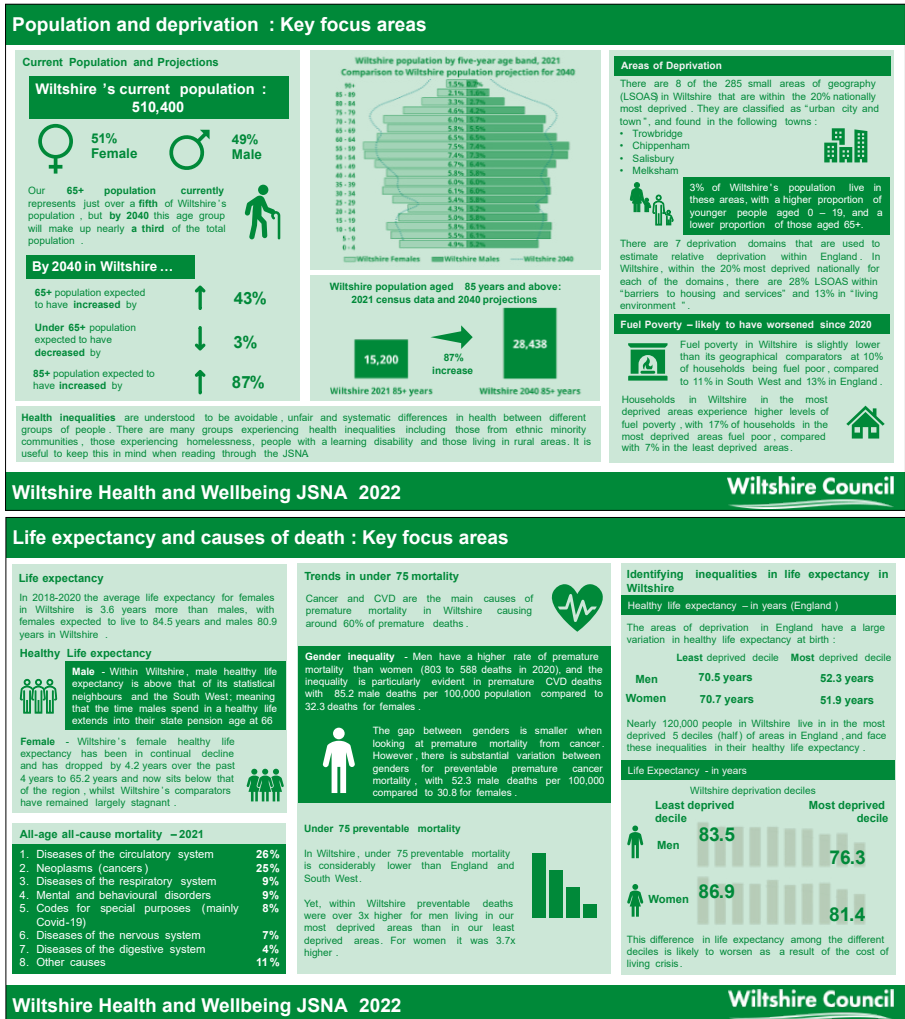 Population and deprivation : Key focus areas
Current Population and Projections
Wiltshire 's current population :
510,400
51%
Female
49%
Male
Our 65+ population currently
represents just over a fifth of Wiltshire's
population , but by 2040 this age group
will make up nearly a third of the total
population .
By 2040 in Wiltshire ...
65+ population expected
to have increased by
43%
Under 65+ population
expected to have
decreased by
3%
85+ population expected to
have increased by
87%
Wiltshire population by five-year age band, 2021
Comparison to Wiltshire population projection for 2040
90+
85 - 89
80 - 84
75 - 79
70 - 74
65 - 69
60 - 64
55 - 59
50 - 54
45 - 49
40 - 44
35 - 39
30 - 34
25 - 29
20 - 24
15 - 19
10 - 14
5 - 9
0 - 4
Wiltshire Females
Wiltshire Males
Wiltshire 2040
Wiltshire population aged 85 years and above:
2021 census data and 2040 projections
15,200
87%
increase
28,438
Wiltshire 2021 85+ years
Wiltshire 2040 85+ years
Areas of Deprivation
There are 8 of the 285 small areas of geography
(LSOAS) in Wiltshire that are within the 20% nationally
most deprived . They are classified as "urban city and
town ", and found in the following towns :
• Trowbridge
• Chippenham
• Salisbury
• Melksham
3% of Wiltshire's population live in
these areas, with a higher proportion of
younger people aged 0 – 19, and a
lower proportion of those aged 65+.
There are 7 deprivation domains that are used to
estimate relative deprivation within England . In
Wiltshire , within the 20% most deprived nationally for
each of the domains , there are 28% LSOAS within
"barriers to housing and services" and 13% in "living
environment ".
Fuel Poverty – likely to have worsened since 2020
Fuel poverty in Wiltshire is slightly lower
than its geographical comparators at 10%
of households being fuel poor , compared
to 11% in South West and 13% in England .
Households in Wiltshire in the most
deprived areas experience higher levels of
fuel poverty , with 17% of households in the
most deprived areas fuel poor , compared
with 7% in the least deprived areas .
Health inequalities are understood to be avoidable , unfair and systematic differences in health between different
groups of people . There are many groups experiencing health inequalities including those from ethnic minority
communities , those experiencing homelessness, people with a learning disability and those living in rural areas . It is
useful to keep this in mind when reading through the JSNA
Wiltshire Health and Wellbeing JSNA 2022
Wiltshire Council
Life expectancy and causes of death : Key focus areas
Life expectancy
In 2018-2020 the average life expectancy for females
in Wiltshire is 3.6 years more than males, with
females expected to live to 84.5 years and males 80.9
years in Wiltshire .
Healthy Life expectancy
Male - Within Wiltshire , male healthy life
expectancy is above that of its statistical
neighbours and the South West; meaning
that the time males spend in a healthy life
extends into their state pension age at 66
Female - Wiltshire's female healthy life
expectancy has been in continual decline
and has dropped by 4.2 years over the past
4 years to 65.2 years and now sits below that
of the region , whilst Wiltshire's comparators
have remained largely stagnant .
All-age all-cause mortality – 2021
1. Diseases of the circulatory system 26%
2. Neoplasms (cancers ) 25%
3. Diseases of the respiratory system 9%
4. Mental and behavioural disorders 9%
5. Codes for special purposes (mainly 8%
Covid-19)
6. Diseases of the nervous system 7%
7. Diseases of the digestive system 4%
8. Other causes 11%
Trends in under 75 mortality
Cancer and CVD are the main causes of
premature mortality in Wiltshire causing
around 60% of premature deaths .
Gender inequality - Men have a higher rate of premature
mortality than women (803 to 588 deaths in 2020), and the
inequality is particularly evident in premature CVD deaths
with 85.2 male deaths per 100,000 population compared to
32.3 deaths for females .
The gap between genders is smaller when
looking at premature mortality from cancer.
However , there is substantial variation between
genders for preventable premature cancer
mortality , with 52.3 male deaths per 100,000
compared to 30.8 for females .
Under 75 preventable mortality
In Wiltshire , under 75 preventable mortality
is considerably lower than England and
South West.
Yet, within Wiltshire preventable deaths
were over 3x higher for men living in our
most deprived areas than in our least
deprived areas. For women it was 3.7x
higher .
Identifying inequalities in life expectancy in
Wiltshire
Healthy life expectancy – in years (England )
The areas of deprivation in England have a large
variation in healthy life expectancy at birth :
Least deprived decile Most deprived decile
Men 70.5 years 52.3 years
Women 70.7 years 51.9 years
Nearly 120,000 people in Wiltshire live in in the most
deprived 5 deciles (half ) of areas in England , and face
these inequalities in their healthy life expectancy .
Life Expectancy - in years
Wiltshire deprivation deciles
Least deprived
decile
Most deprived
decile
Men
83.5
76.3
Women
86.9
81.4
This difference in life expectancy among the different
deciles is likely to worsen as a result of the cost of
living crisis .
Wiltshire Health and Wellbeing JSNA 2022
Wiltshire Council